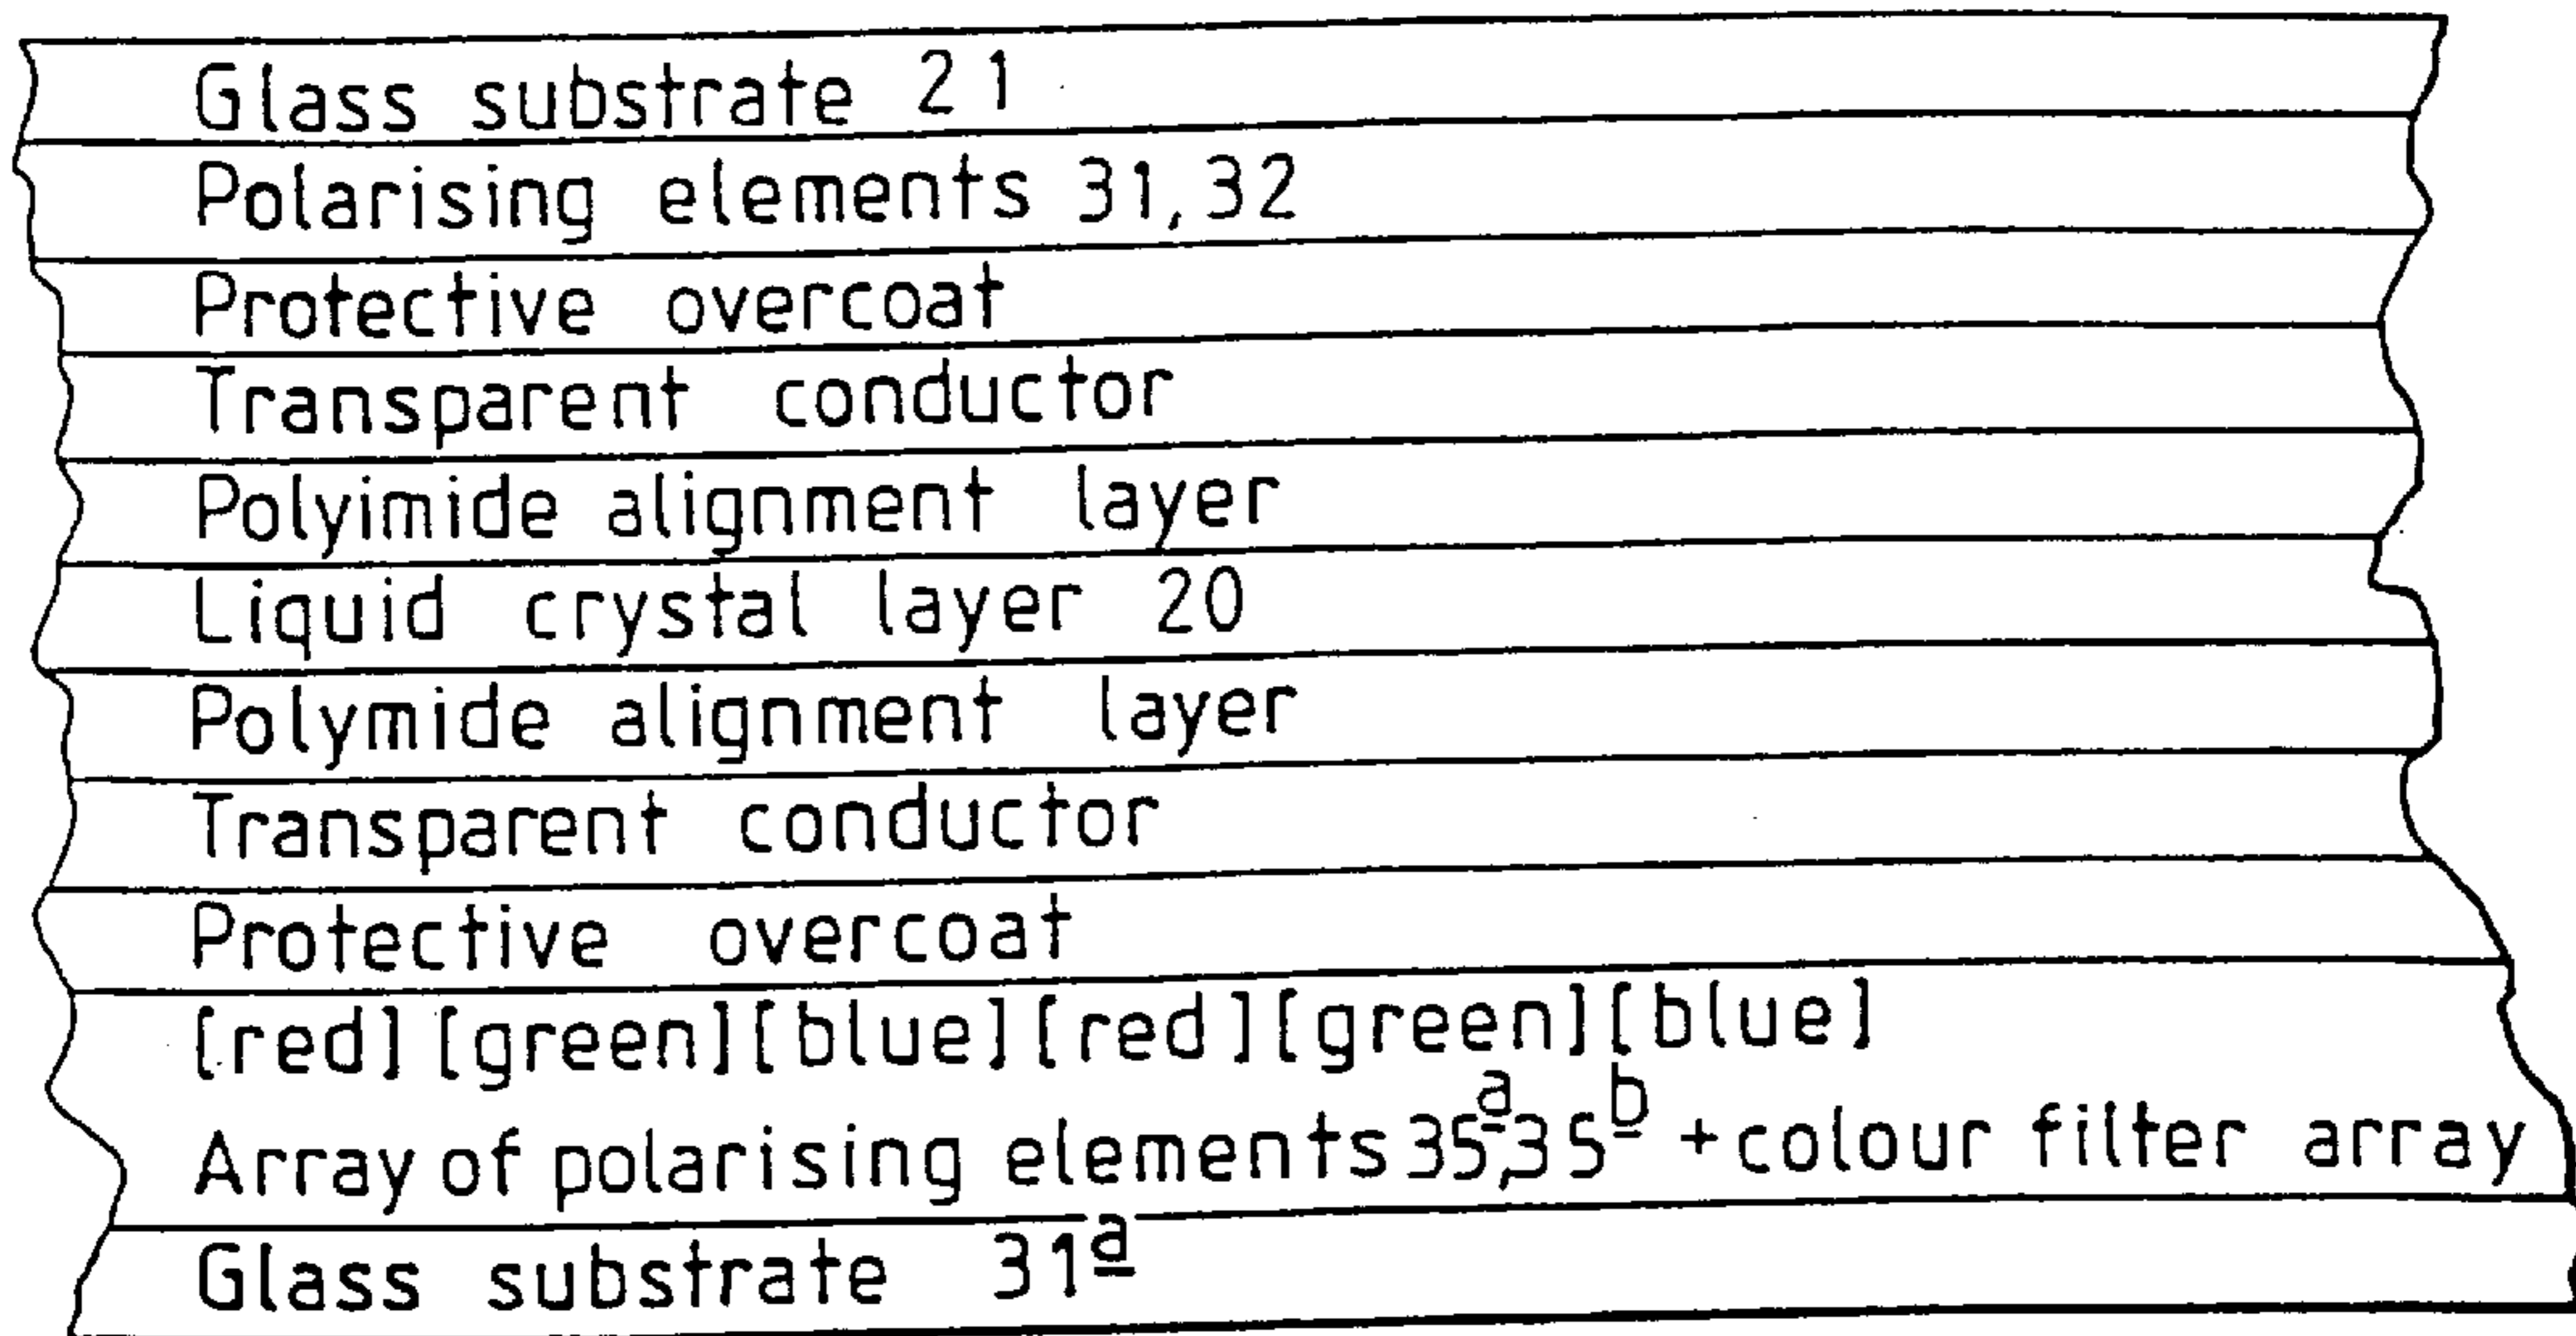 Glass substrate 21
Polarising elements 31,32
Protective overcoat
Transparent conductor
Polyimide alignment layer
Liquid crystal layer 20
Polymide alignment layer
Transparent conductor
Protective overcoat
[red] [green][blue][red][green][blue]
Array of polarising elements 35a,35b +colour filter array
Glass substrate 31a